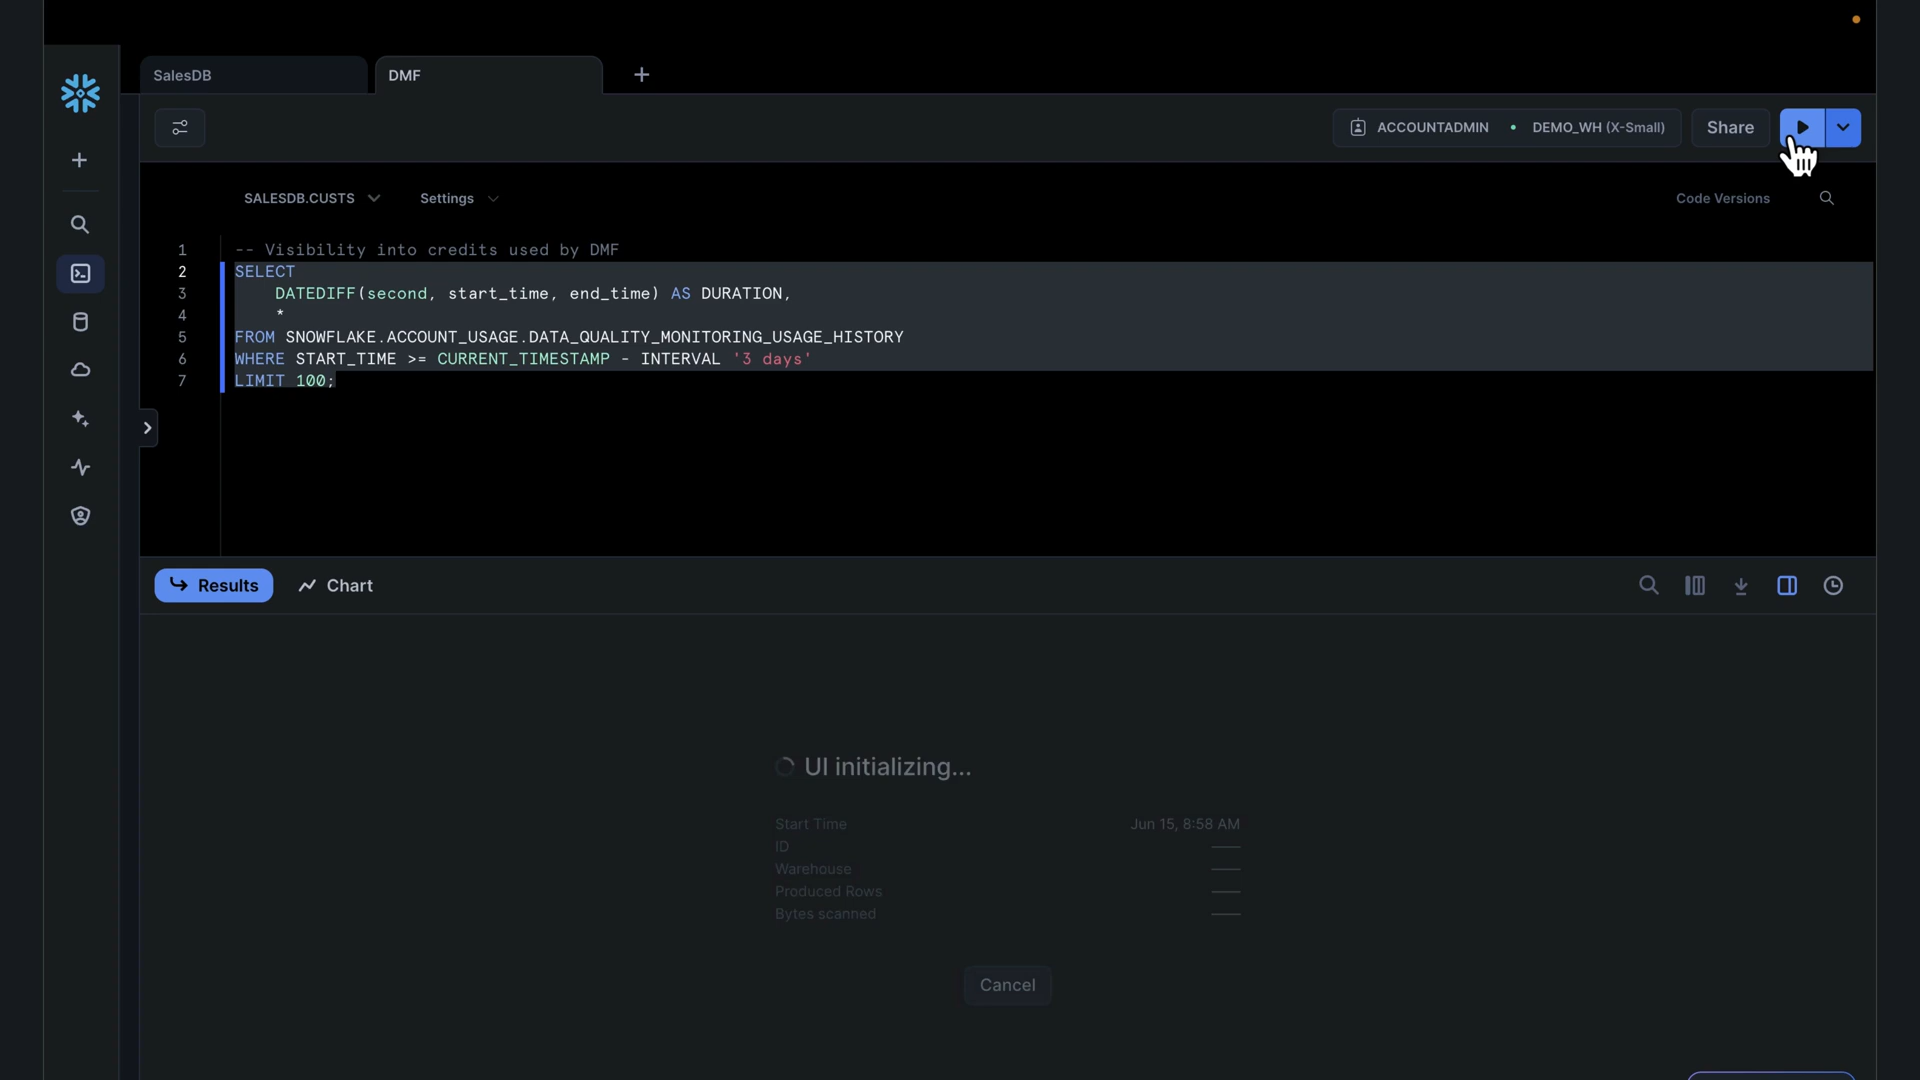 SalesDB
DMF
ACCOUNTADMIN • DEMO_WH (X-Small)
Share
SALESDB.CUSTS
Settings
Code Versions
1 -- Visibility into credits used by DMF
2 SELECT
3 DATEDIFF(second, start_time, end_time) AS DURATION,
4 *
5 FROM SNOWFLAKE.ACCOUNT_USAGE.DATA_QUALITY_MONITORING_USAGE_HISTORY
6 WHERE START_TIME >= CURRENT_TIMESTAMP - INTERVAL '3 days'
7 LIMIT 100;
Results
Chart
UI initializing...
Start Time Jun 15, 8:58 AM
ID
Warehouse
Produced Rows
Bytes scanned
Cancel